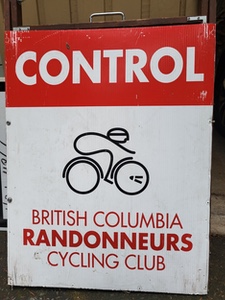 CONTROL
BRITISH COLUMBIA
RANDONNEURS
CYCLING CLUB